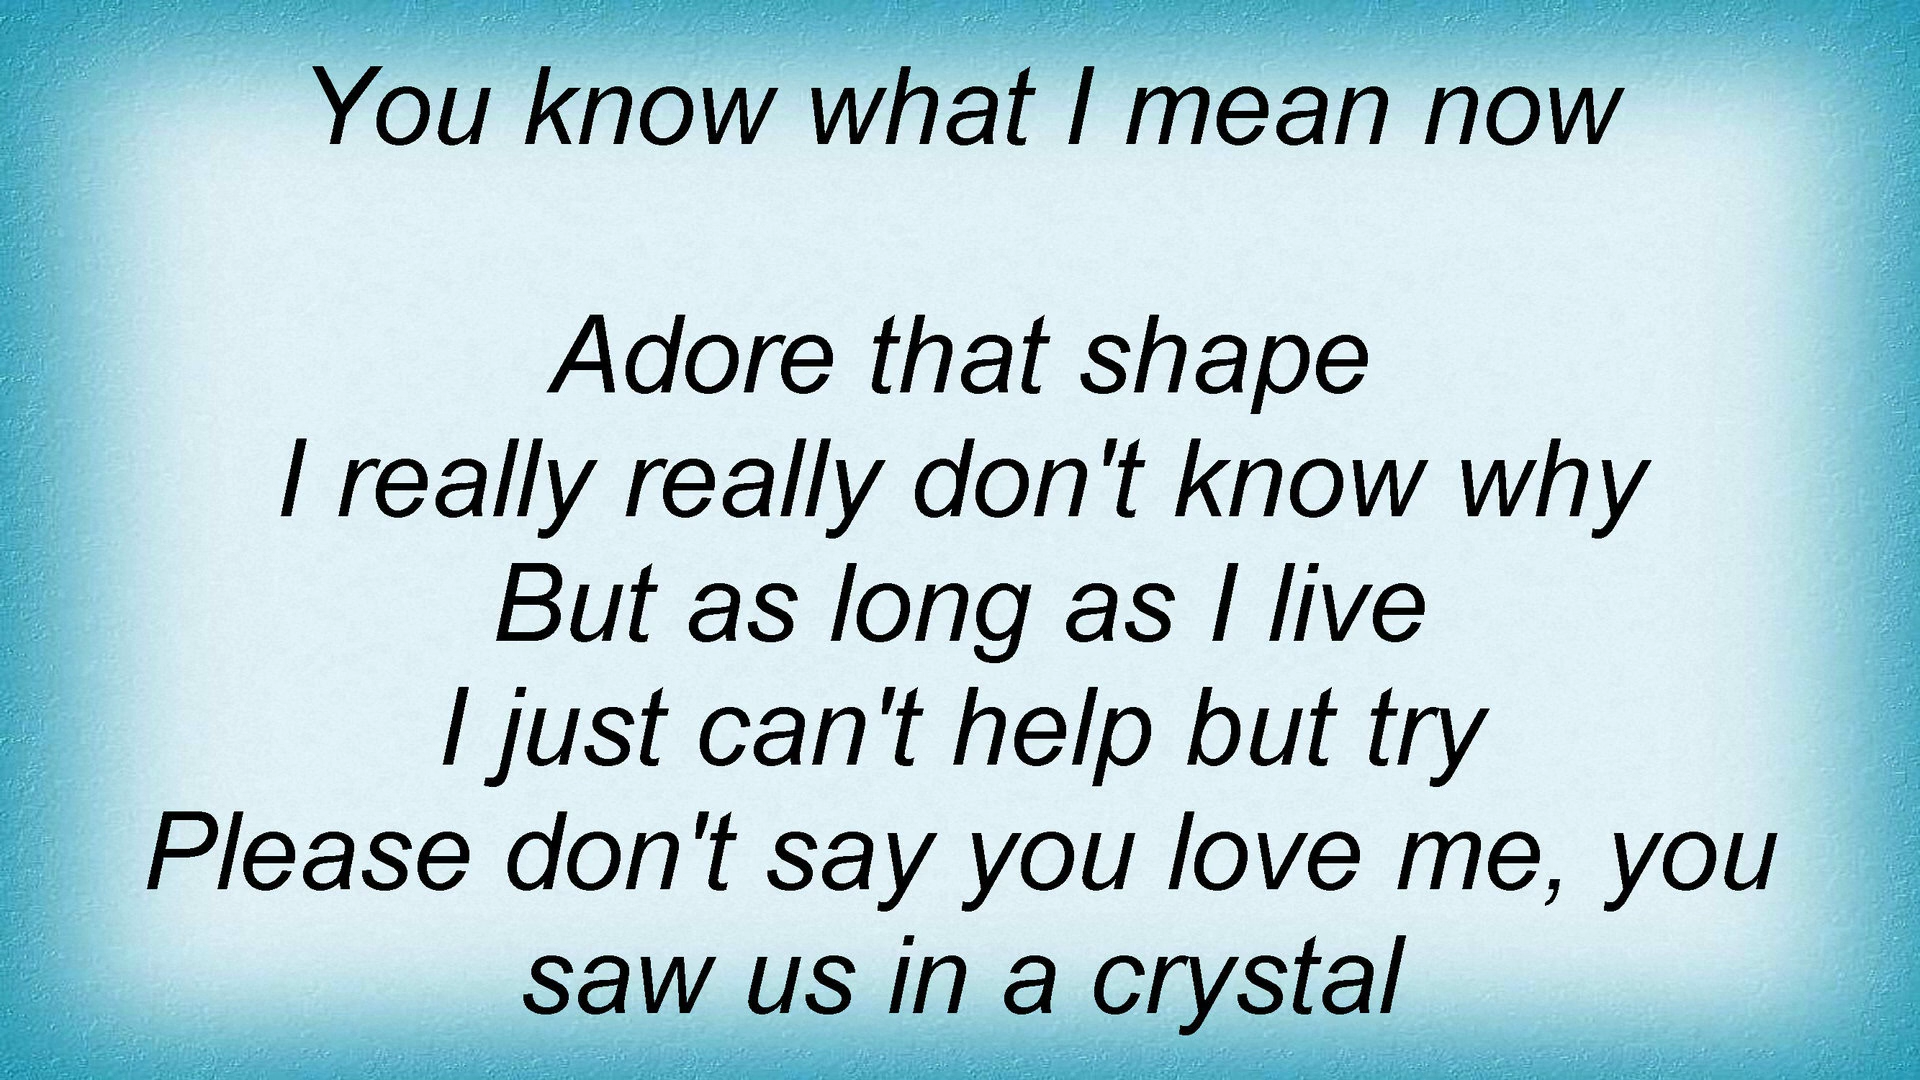 You know what I mean now
Adore that shape
I really really don't know why
But as long as I live
I just can't help but try
Please don't say you love me, you
saw us in a crystal